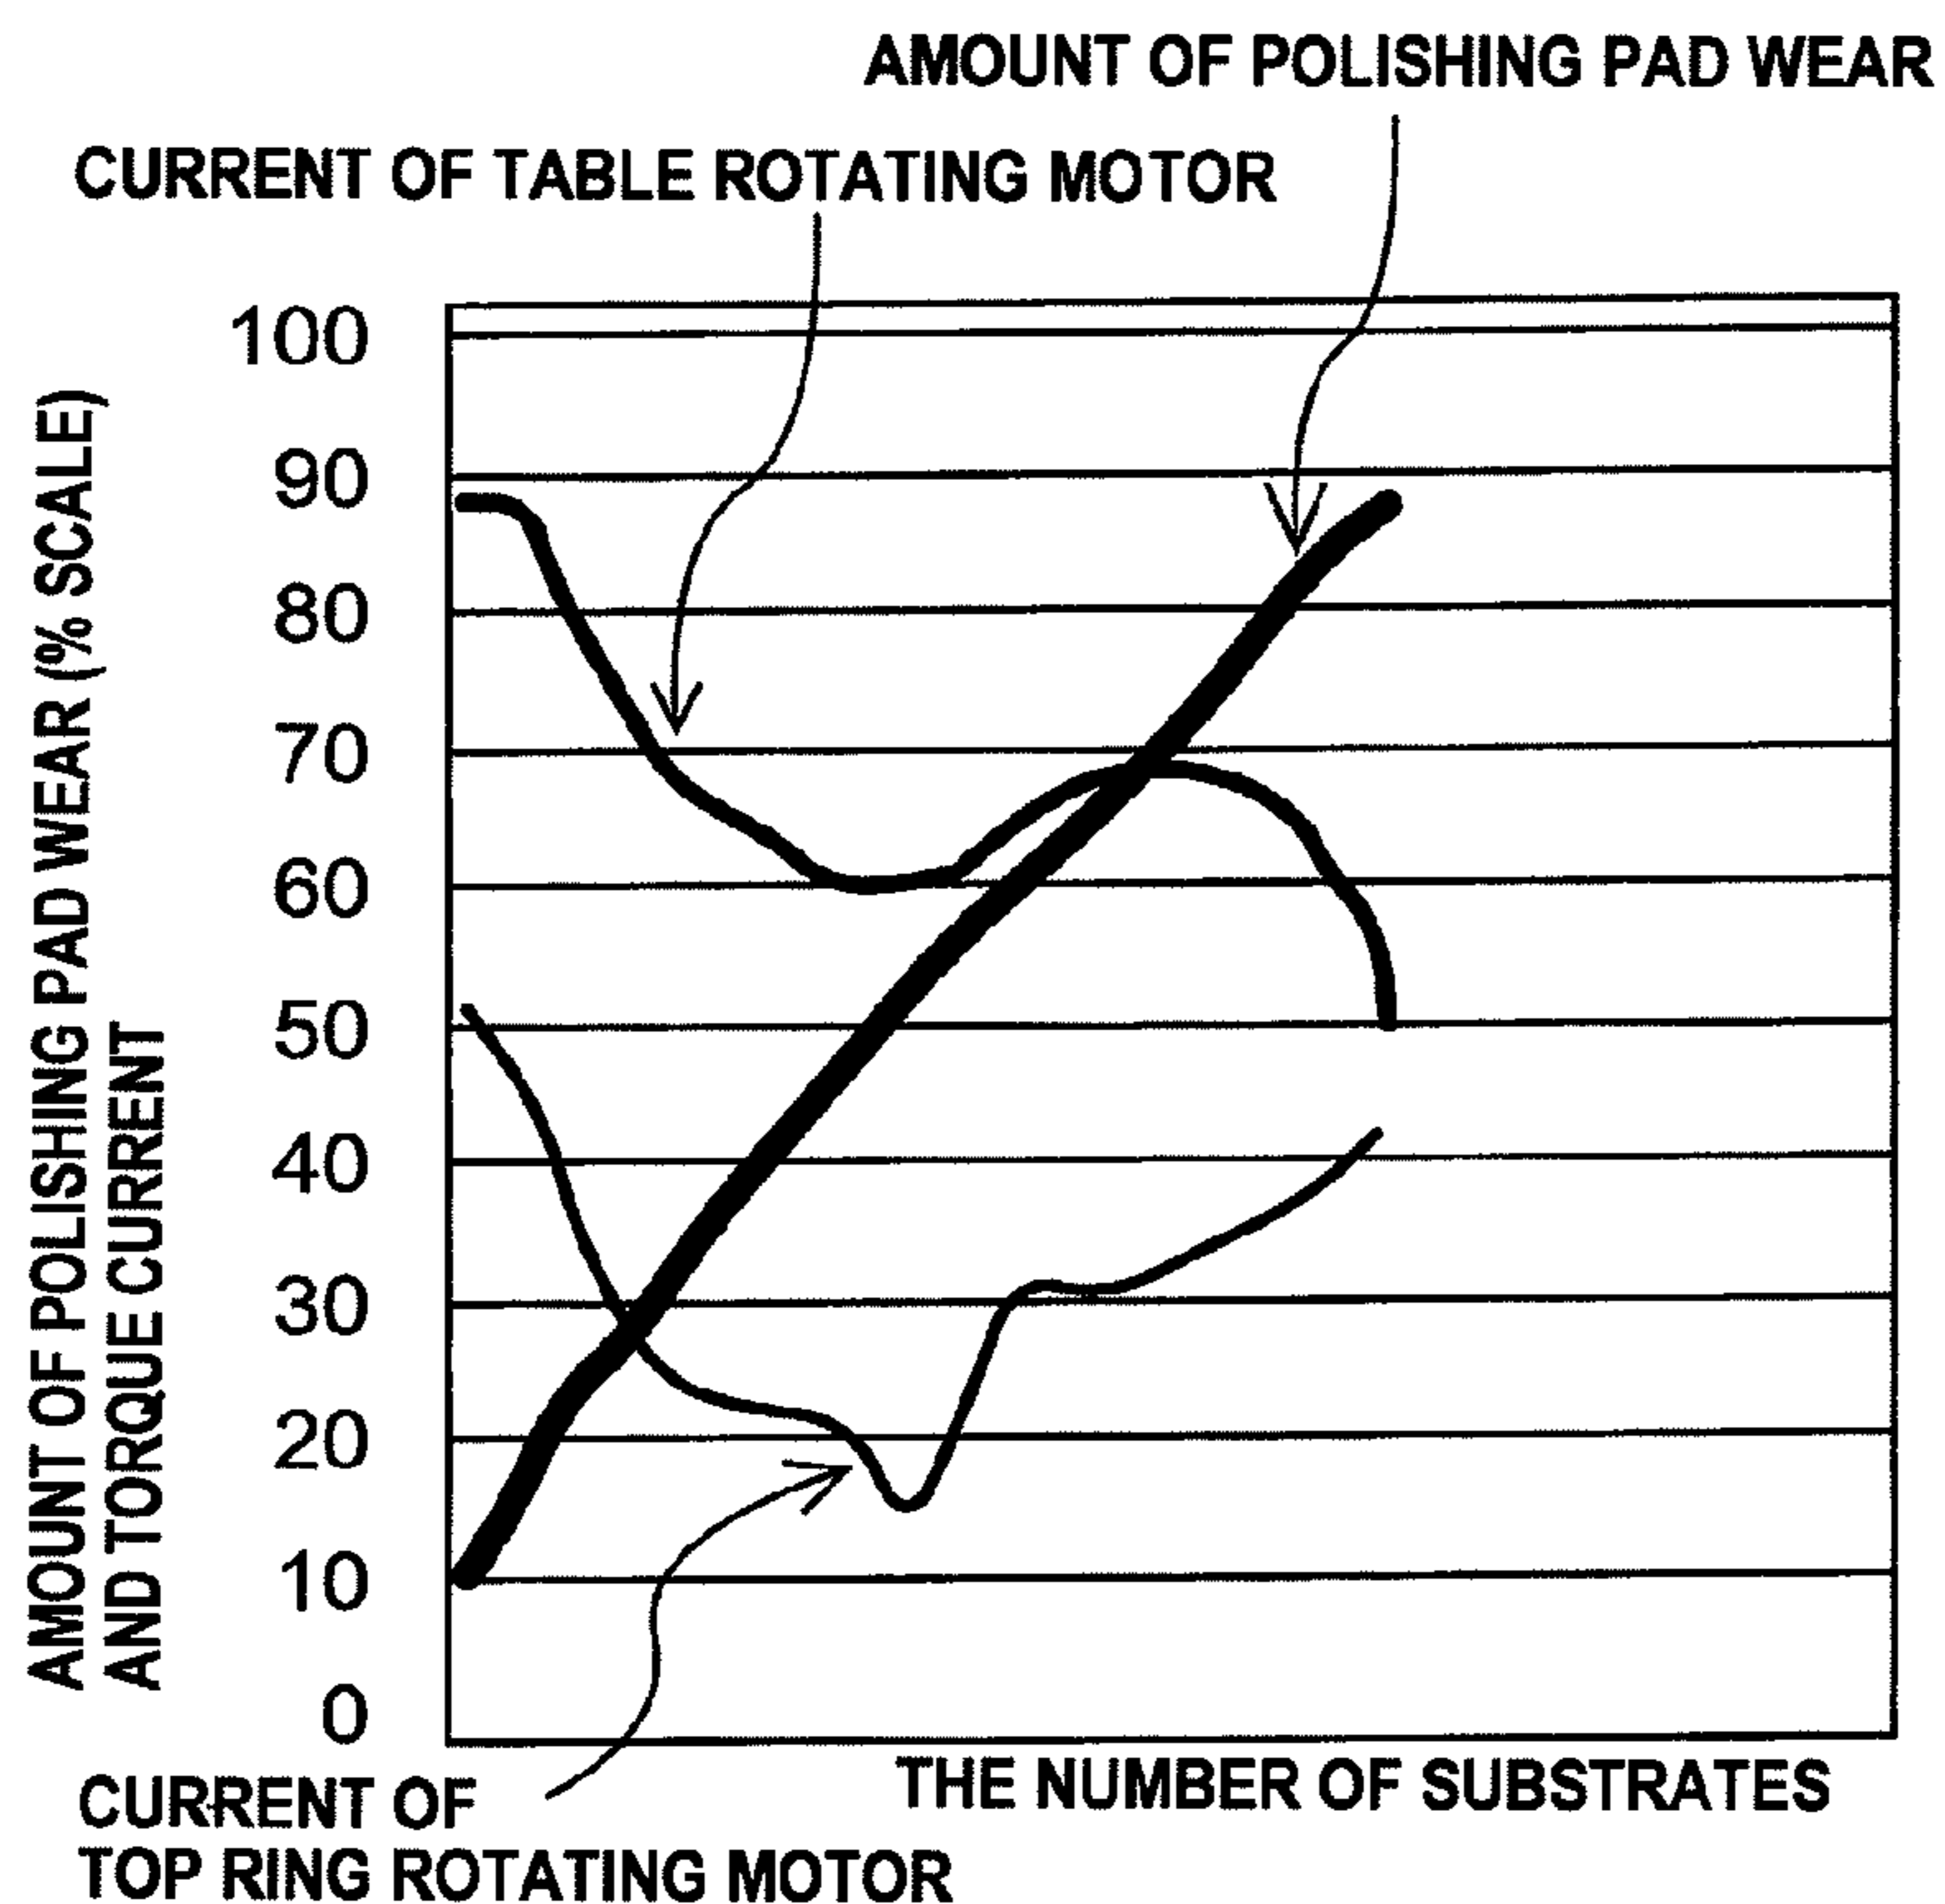 AMOUNT OF POLISHING PAD WEAR
CURRENT OF TABLE ROTATING MOTOR
AMOUNT OF POLISHING PAD WEAR (% SCALE)
AND TORQUE CURRENT
100
90
80
70
60
50
40
30
20
10
0
THE NUMBER OF SUBSTRATES
CURRENT OF
TOP RING ROTATING MOTOR